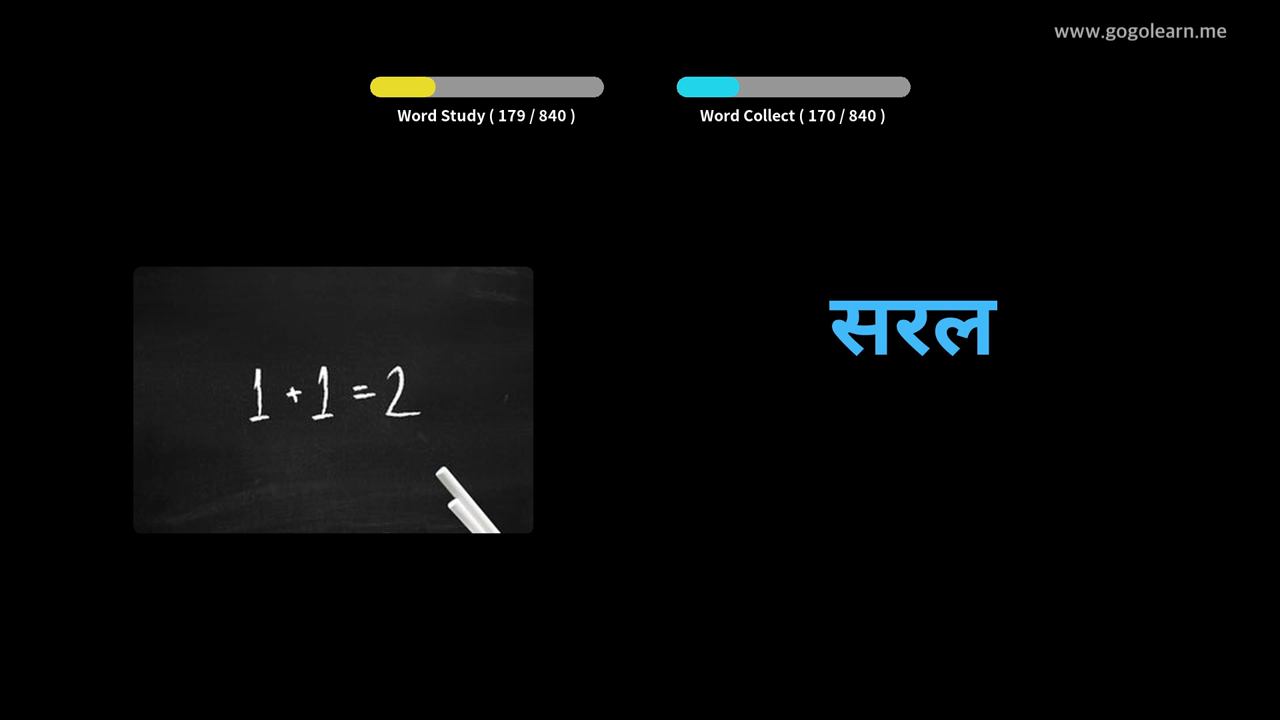 www.gogolearn.me
Word Study ( 179 / 840 )
Word Collect ( 170 / 840 )
सरल
1 + 1 = 2